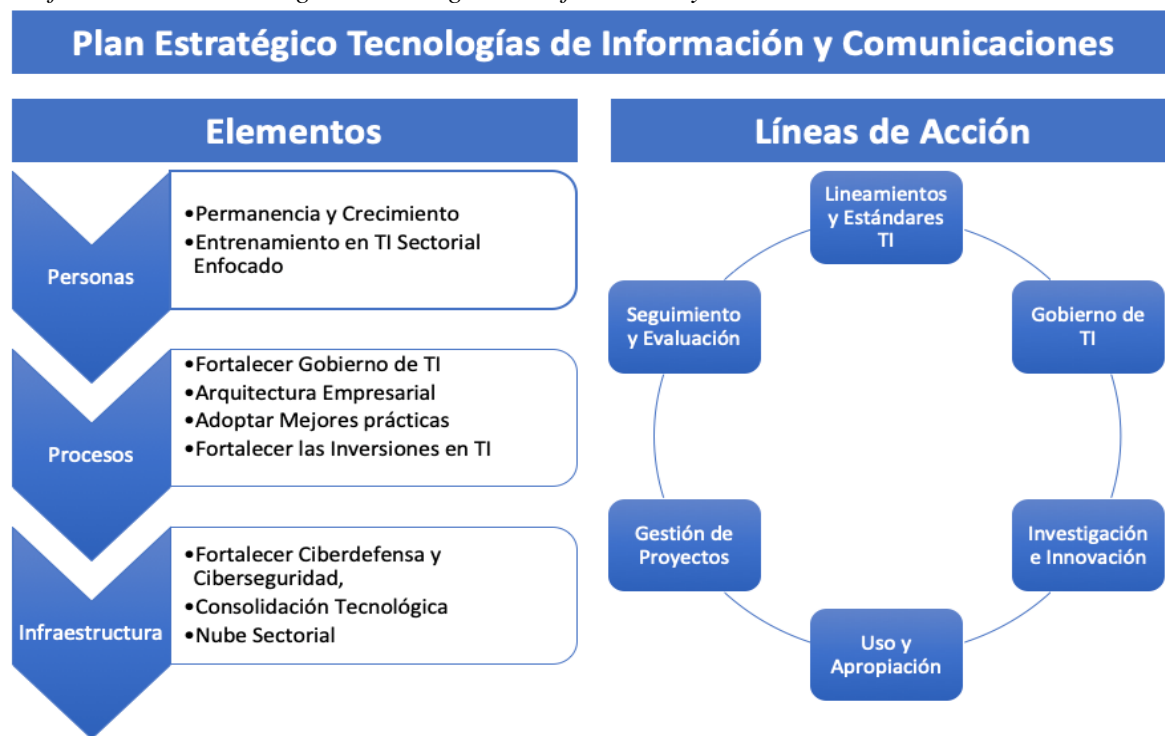 Plan Estratégico Tecnologías de Información y Comunicaciones
Elementos
Personas
•Permanencia y Crecimiento
•Entrenamiento en TI Sectorial
Enfocado
Procesos
•Fortalecer Gobierno de TI
•Arquitectura Empresarial
•Adoptar Mejores prácticas
•Fortalecer las Inversiones en TI
Infraestructura
•Fortalecer Ciberdefensa y
Ciberseguridad,
•Consolidación Tecnológica
•Nube Sectorial
Líneas de Acción
Lineamientos
y Estándares
TI
Gobierno de
TI
Investigación
e Innovación
Uso y
Apropiación
Gestión de
Proyectos
Seguimiento
y Evaluación